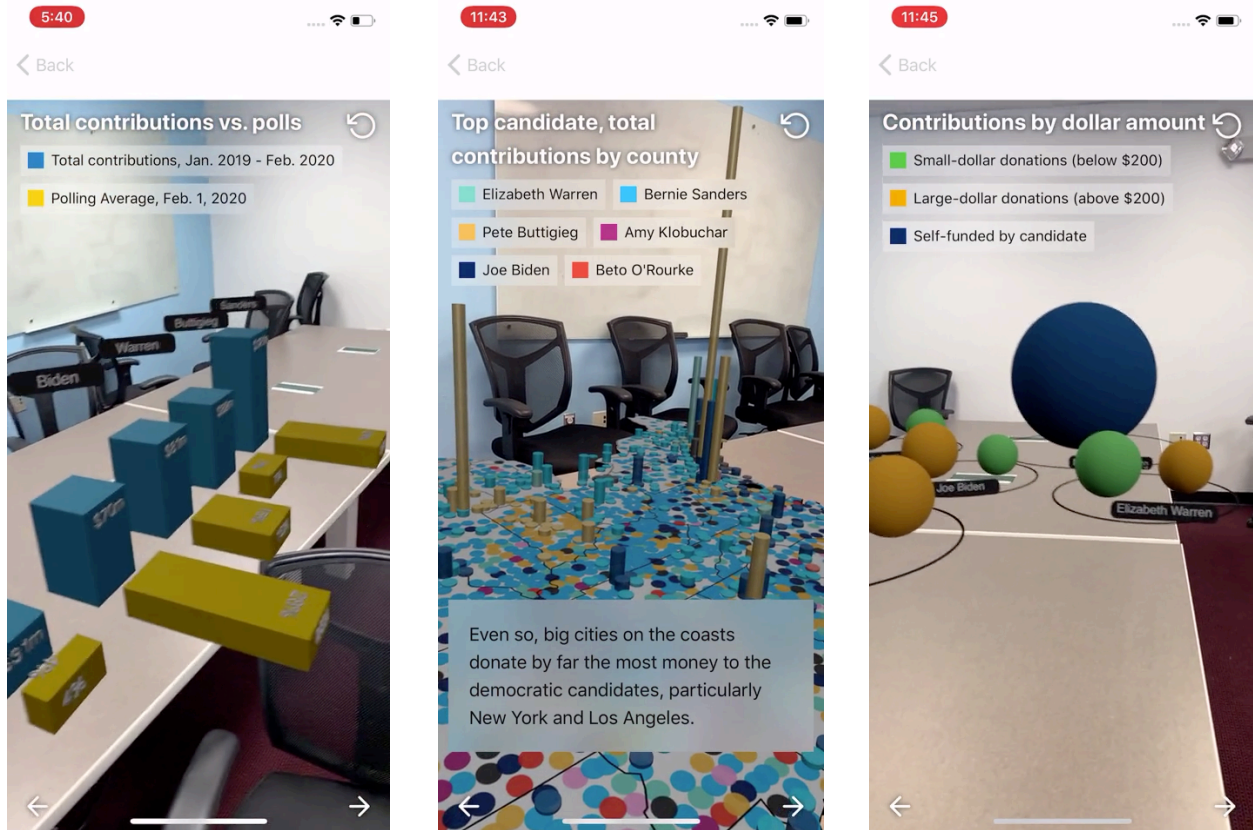 5:40
Back
Total contributions vs. polls
Total contributions, Jan. 2019 - Feb. 2020
Polling Average, Feb. 1, 2020
Sanders
Buttigieg
Warren
Biden
$81m
$70m
4%
11:43
Back
Top candidate, total
contributions by county
Elizabeth Warren
Bernie Sanders
Pete Buttigieg
Amy Klobuchar
Joe Biden
Beto O'Rourke
Even so, big cities on the coasts
donate by far the most money to the
democratic candidates, particularly
New York and Los Angeles.
11:45
Back
Contributions by dollar amount
Small-dollar donations (below $200)
Large-dollar donations (above $200)
Self-funded by candidate
Joe Biden
Elizabeth Warren